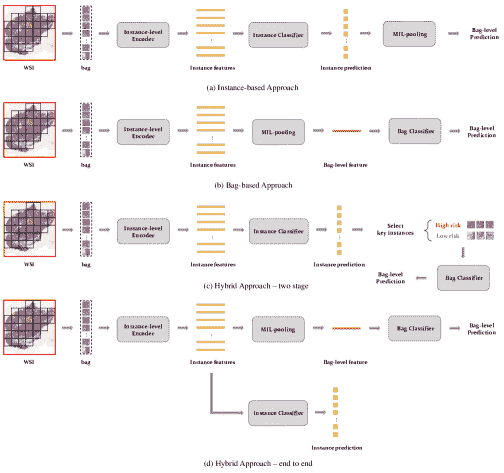 Instance-level
Encoder
Instance Classifier
MIL-pooling
Bag-level
Prediction
WSI
bag
Instance features
Instance prediction
(a) Instance-based Approach
Instance-level
Encoder
MIL-pooling
Bag Classifier
Bag-level
Prediction
WSI
bag
Instance features
Bag-level feature
(b) Bag-based Approach
Instance-level
Encoder
Instance Classifier
Select
key instances
High risk
Low risk
WSI
bag
Instance features
Instance prediction
Bag-level
Prediction
Bag Classifier
(c) Hybrid Approach – two stage
Instance-level
Encoder
MIL-pooling
Bag Classifier
Bag-level
Prediction
WSI
bag
Instance features
Bag-level feature
Instance Classifier
Instance prediction
(d) Hybrid Approach – end to end